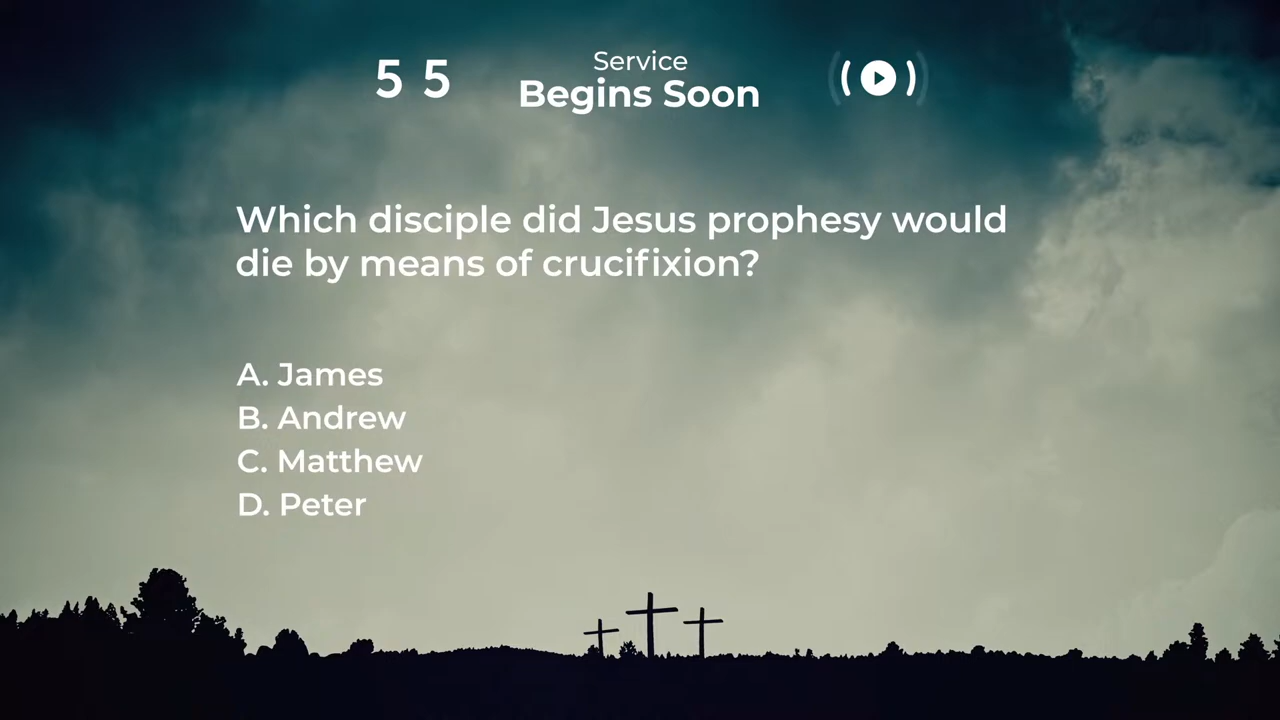 5 5
Service
Begins Soon
Which disciple did Jesus prophesy would
die by means of crucifixion?
A. James
B. Andrew
C. Matthew
D. Peter